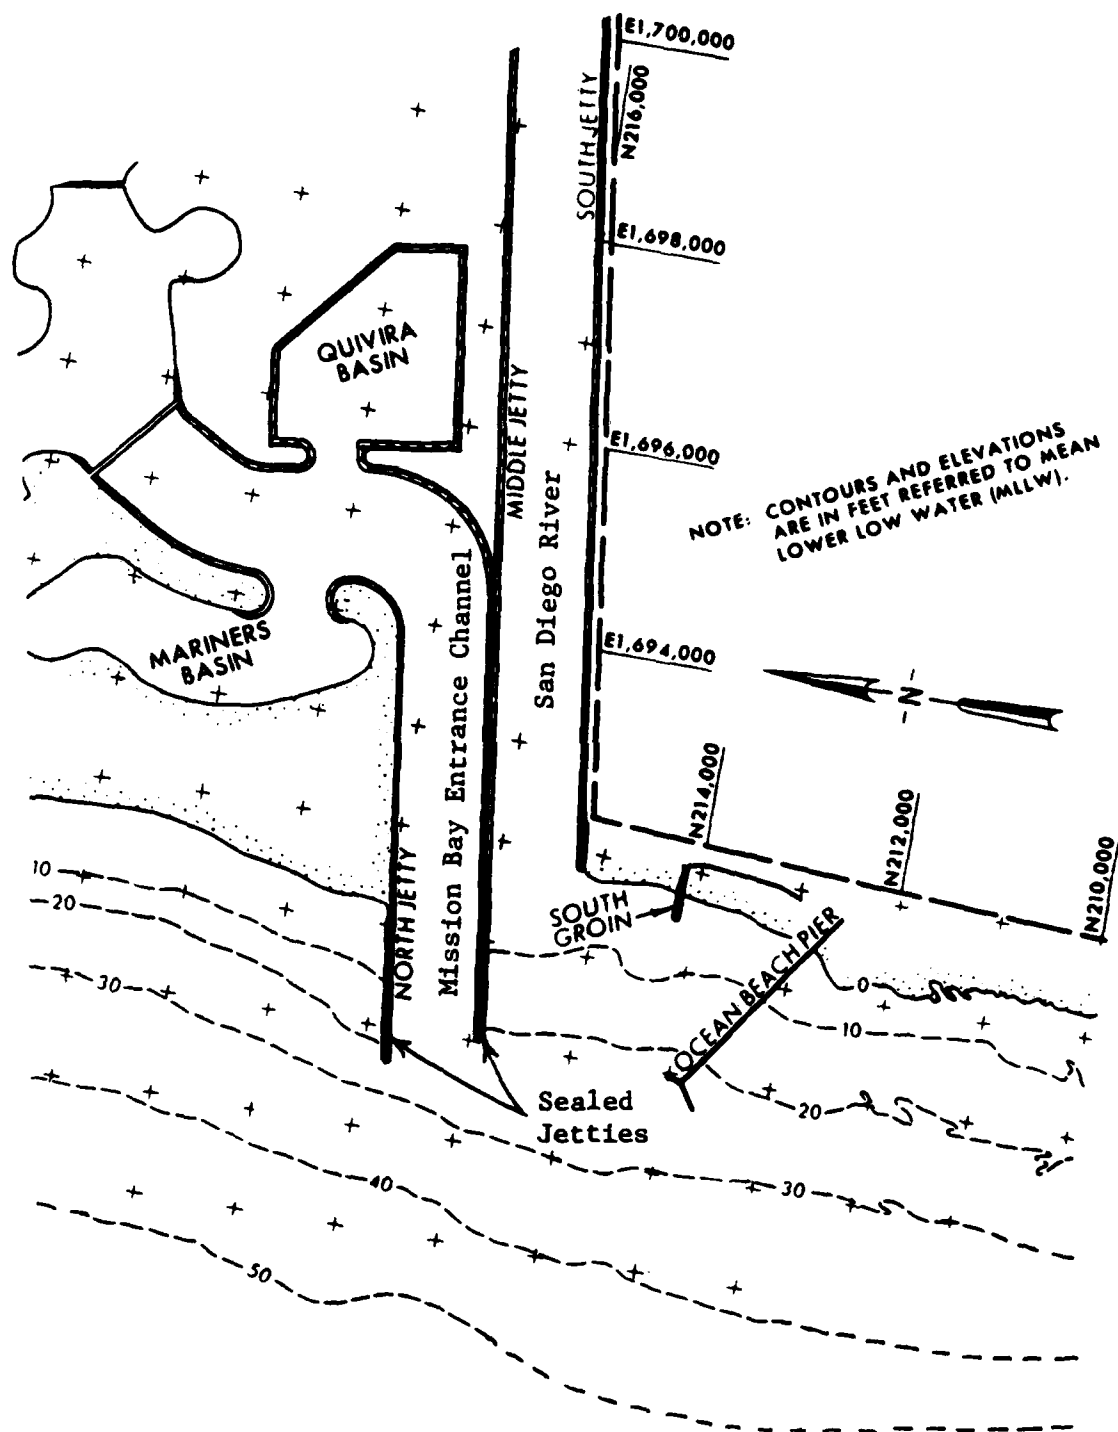 E1,700,000
N216,000
SOUTH JETTY
E1,698,000
QUIVIRA
BASIN
MIDDLE JETTY
E1,696,000
NOTE: CONTOURS AND ELEVATIONS
ARE IN FEET REFERRED TO MEAN
LOWER LOW WATER (MLLW).
San Diego River
Mission Bay Entrance Channel
MARINERS
BASIN
E1,694,000
N
N214,000
N212,000
N210,000
NORTH JETTY
SOUTH
GROIN
OCEAN BEACH PIER
10
20
30
0
10
20
Sealed
Jetties
30
40
50